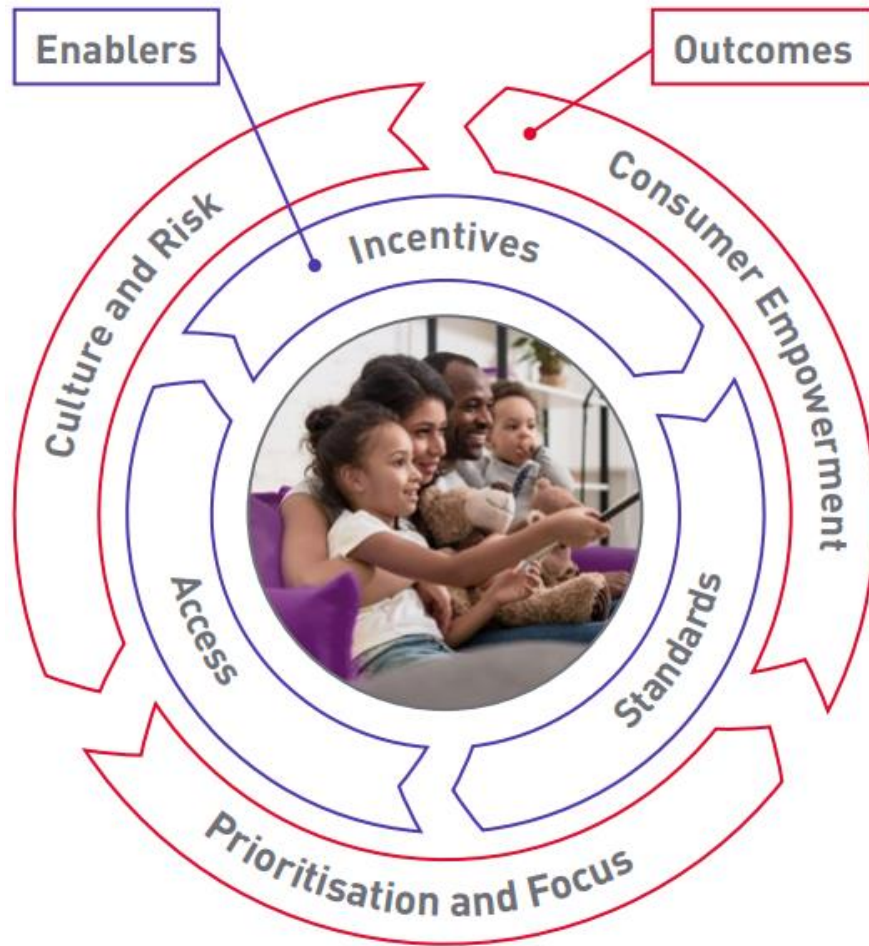 Enablers
Outcomes
Culture and Risk
Consumer Empowerment
Incentives
Access
Standards
Prioritisation and Focus